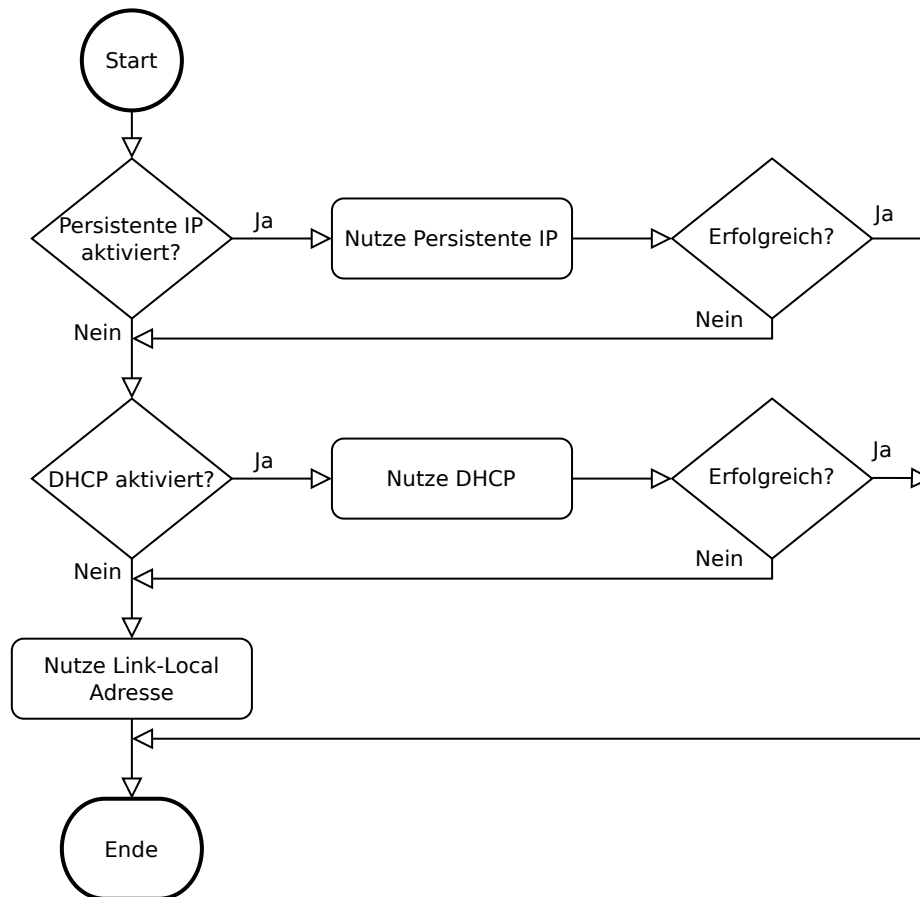 Start
Persistente IP
aktiviert?
Ja
Nutze Persistente IP
Erfolgreich?
Ja
Nein
Nein
DHCP aktiviert?
Ja
Nutze DHCP
Erfolgreich?
Ja
Nein
Nein
Nutze Link-Local
Adresse
Ende